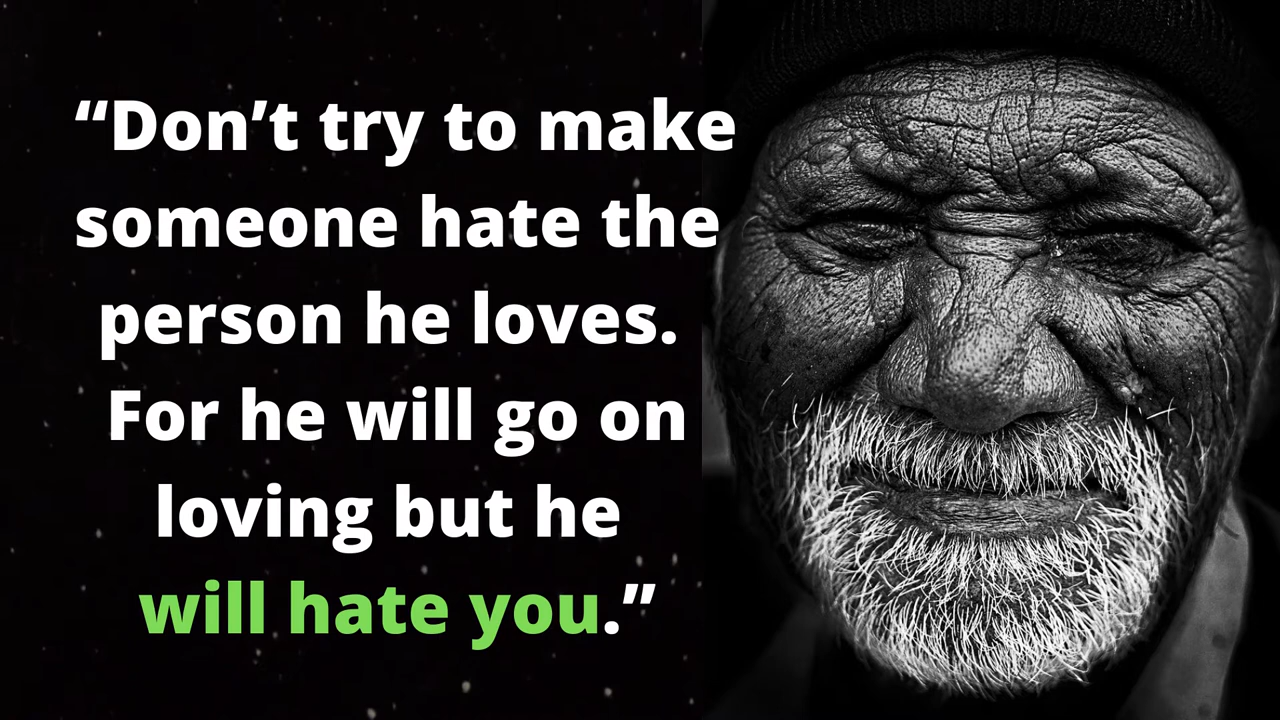 “Don’t try to make
someone hate the
person he loves.
For he will go on
loving but he
will hate you.”